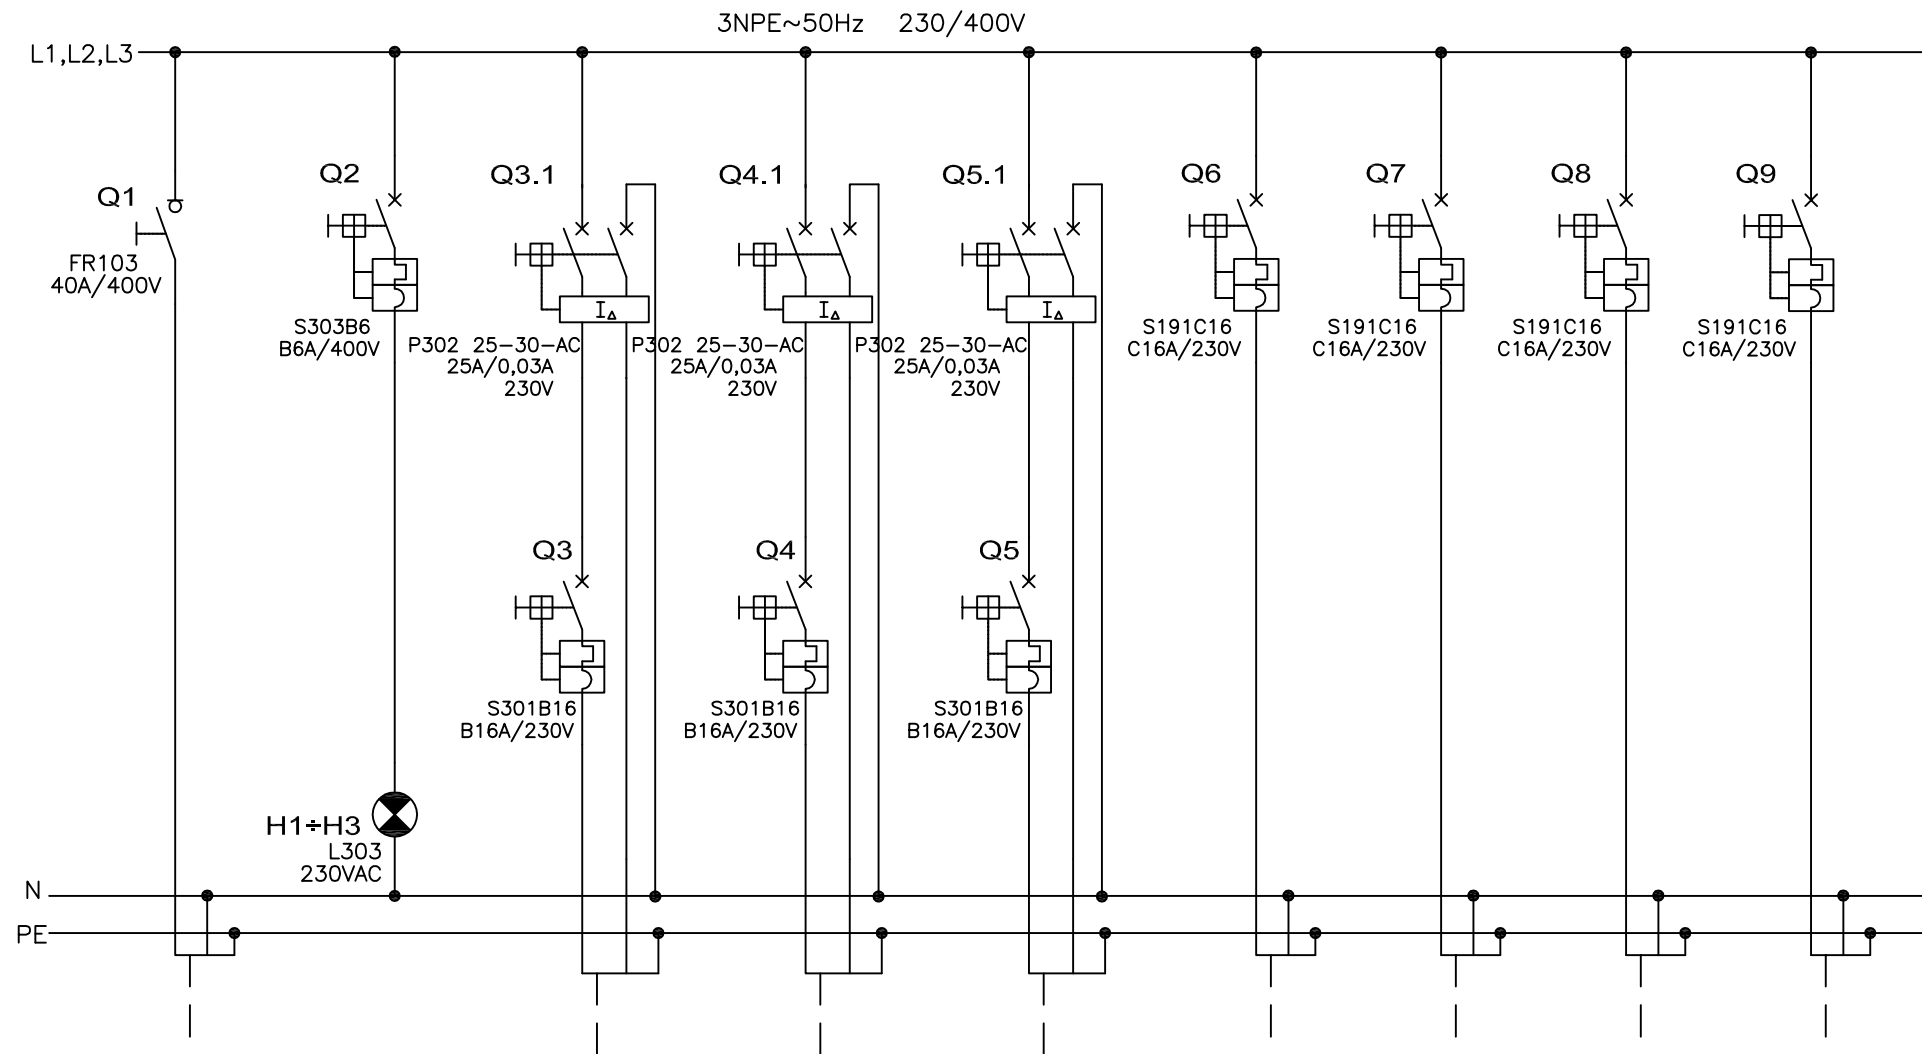 3NPE~50Hz 230/400V
L1,L2,L3
Q1
FR103
40A/400V
Q2
S303B6
B6A/400V
H1÷H3
L303
230VAC
Q3.1
I∆
P302 25-30-AC
25A/0,03A
230V
Q3
S301B16
B16A/230V
Q4.1
I∆
P302 25-30-AC
25A/0,03A
230V
Q4
S301B16
B16A/230V
Q5.1
I∆
P302 25-30-AC
25A/0,03A
230V
Q5
S301B16
B16A/230V
Q6
S191C16
C16A/230V
Q7
S191C16
C16A/230V
Q8
S191C16
C16A/230V
Q9
S191C16
C16A/230V
N
PE